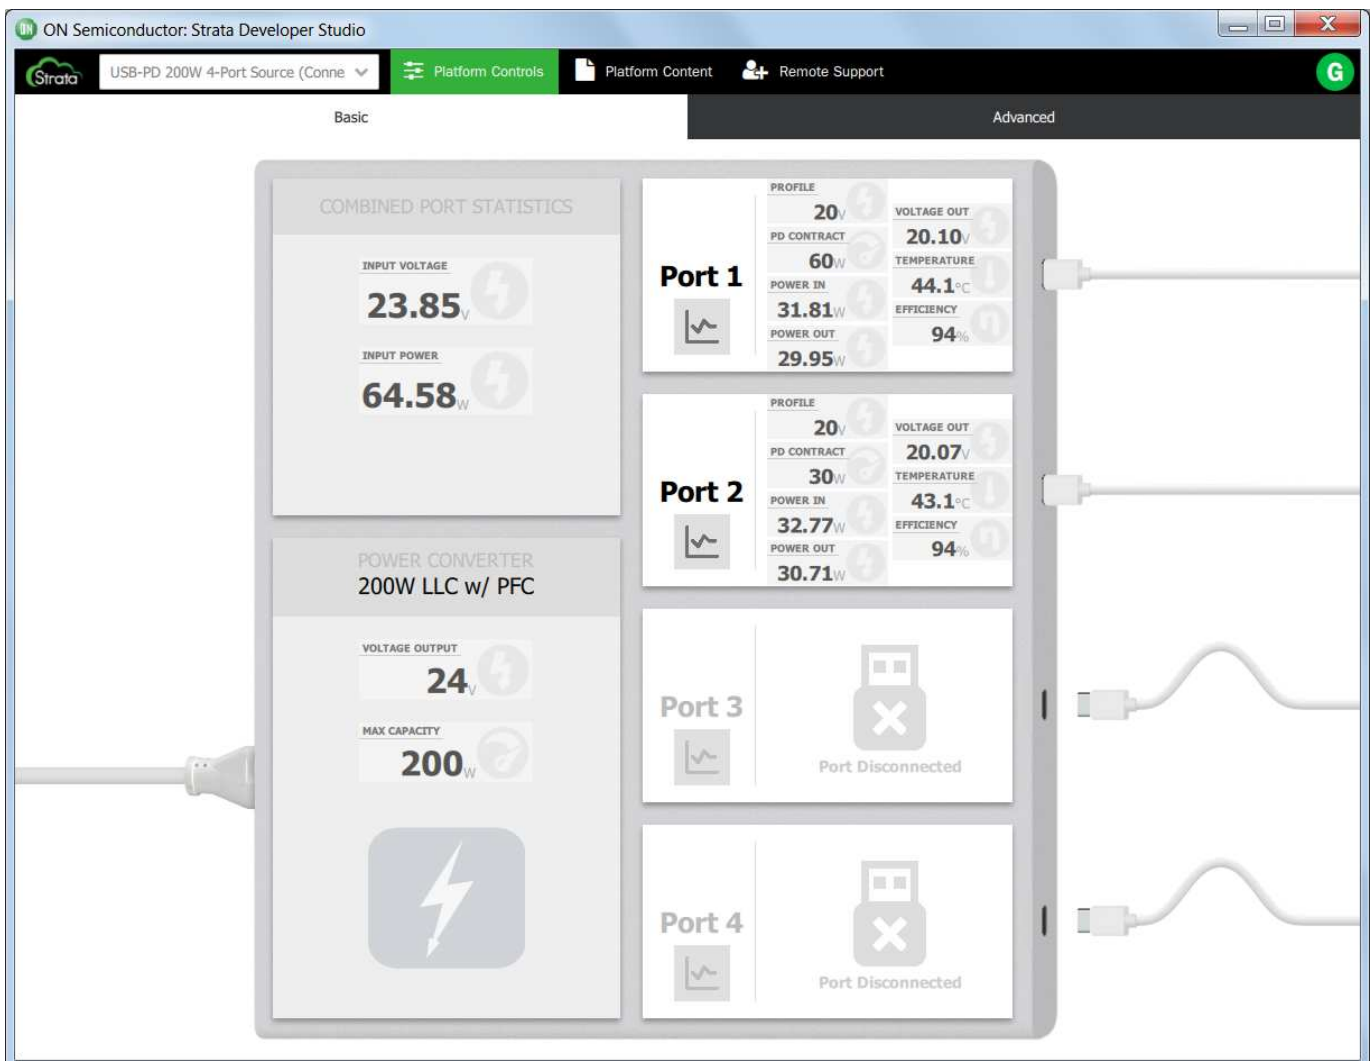 ON Semiconductor: Strata Developer Studio
Strata
USB-PD 200W 4-Port Source (Conne
Platform Controls
Platform Content
Remote Support
G
Basic
Advanced
COMBINED PORT STATISTICS
INPUT VOLTAGE
23.85V
INPUT POWER
64.58W
POWER CONVERTER
200W LLC w/ PFC
VOLTAGE OUTPUT
24V
MAX CAPACITY
200W
Port 1
PROFILE
20V
PD CONTRACT
60W
POWER IN
31.81W
POWER OUT
29.95W
VOLTAGE OUT
20.10V
TEMPERATURE
44.1°C
EFFICIENCY
94%
Port 2
PROFILE
20V
PD CONTRACT
30W
POWER IN
32.77W
POWER OUT
30.71W
VOLTAGE OUT
20.07V
TEMPERATURE
43.1°C
EFFICIENCY
94%
Port 3
Port Disconnected
Port 4
Port Disconnected